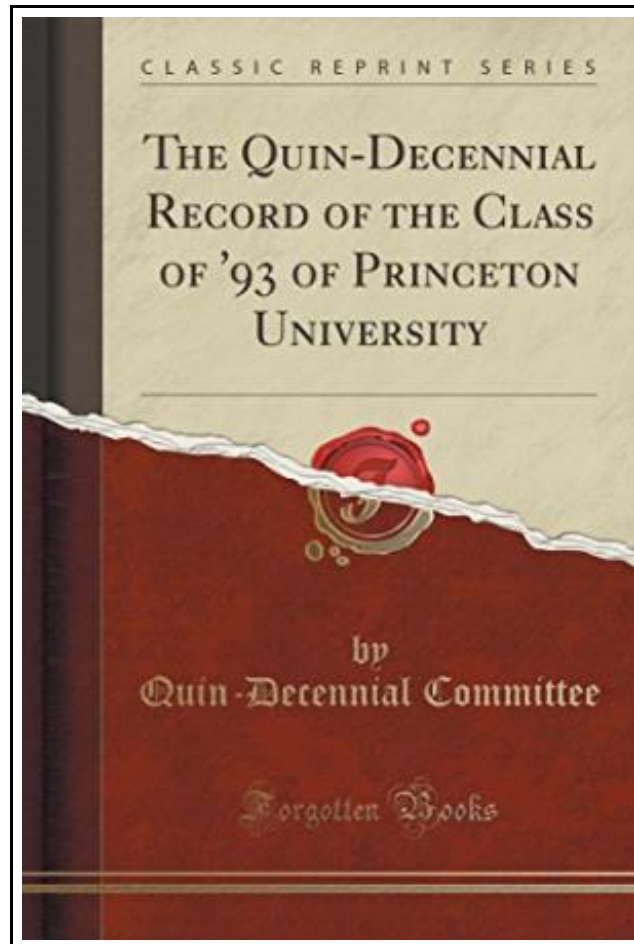 CLASSIC REPRINT SERIES
THE QUIN-DECENNIAL
RECORD OF THE CLASS
OF ’93 OF PRINCETON
UNIVERSITY
F
by
Quin-Decennial Committee
Forgotten Books